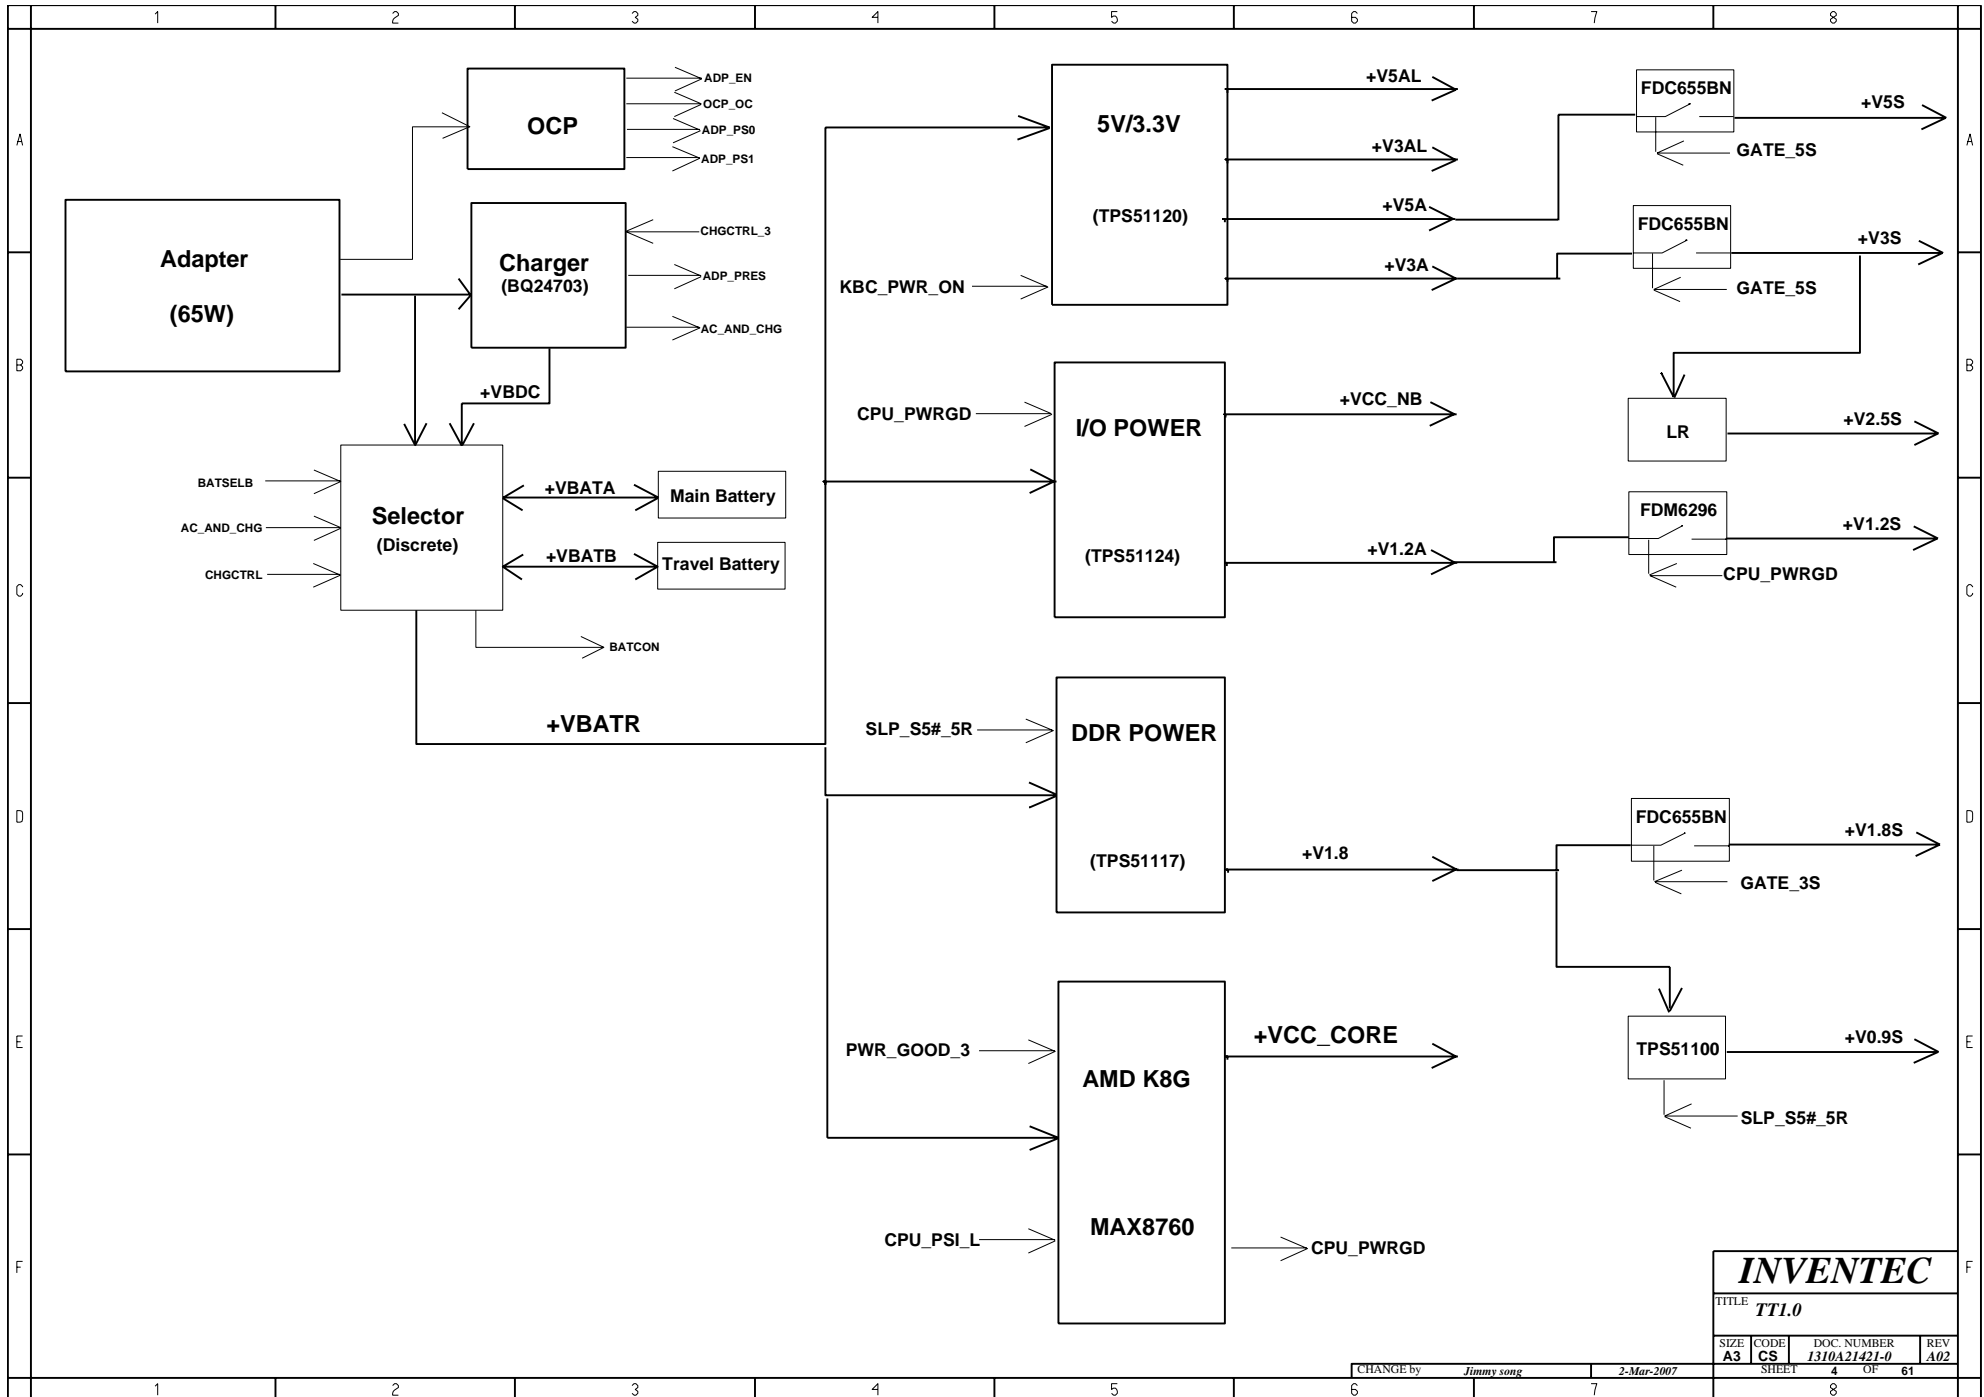 1 2 3 4 5 6 7 8
A
B
C
D
E
F
Adapter
(65W)
OCP
ADP_EN
OCP_OC
ADP_PS0
ADP_PS1
Charger
(BQ24703)
CHGCTRL_3
ADP_PRES
AC_AND_CHG
+VBDC
BATSELB
AC_AND_CHG
CHGCTRL
Selector
(Discrete)
+VBATA
Main Battery
+VBATB
Travel Battery
BATCON
+VBATR
5V/3.3V
(TPS51120)
KBC_PWR_ON
+V5AL
+V3AL
+V5A
+V3A
FDC655BN
+V5S
GATE_5S
FDC655BN
+V3S
GATE_5S
CPU_PWRGD
I/O POWER
(TPS51124)
+VCC_NB
+V1.2A
LR
+V2.5S
FDM6296
+V1.2S
CPU_PWRGD
SLP_S5#_5R
DDR POWER
(TPS51117)
+V1.8
FDC655BN
+V1.8S
GATE_3S
TPS51100
+V0.9S
SLP_S5#_5R
PWR_GOOD_3
AMD K8G
MAX8760
+VCC_CORE
CPU_PSI_L
CPU_PWRGD
INVENTEC
TITLE
TT1.0
SIZE CODE DOC. NUMBER REV
A3 CS 1310A21421-0 A02
CHANGE by Jimmy song 2-Mar-2007 SHEET 4 OF 61
A
B
C
D
E
F
1 2 3 4 5 6 7 8